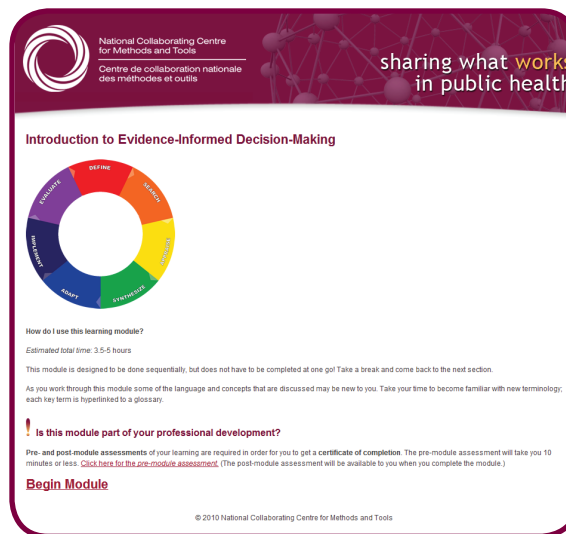 National Collaborating Centre
for Methods and Tools
Centre de collaboration nationale
des méthodes et outils
sharing what works
in public health
Introduction to Evidence-Informed Decision-Making
DEFINE
SEARCH
SYNTHESIZE
ADAPT
IMPLEMENT
EVALUATE
How do I use this learning module?
Estimated total time: 3.5-5 hours
This module is designed to be done sequentially, but does not have to be completed at one go! Take a break and come back to the next section.
As you work through this module some of the language and concepts that are discussed may be new to you. Take your time to become familiar with new terminology;
each key term is hyperlinked to a glossary.
! Is this module part of your professional development?
Pre- and post-module assessments of your learning are required in order for you to get a certificate of completion. The pre-module assessment will take you 10
minutes or less. Click here for the pre-module assessment. (The post-module assessment will be available to you when you complete the module.)
Begin Module
© 2010 National Collaborating Centre for Methods and Tools